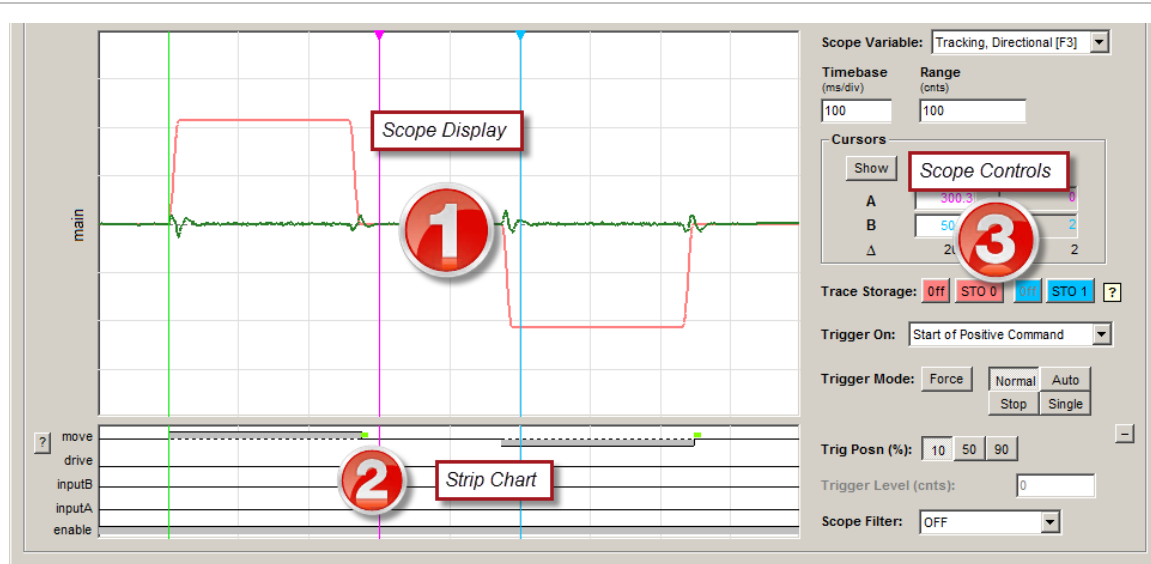 Scope Variable: Tracking, Directional [F3]
Timebase Range
(ms/div) (cnts)
100 100
Cursors
Show
Scope Controls
A 300.3 0
B 50 2
Δ 2
Trace Storage: Off STO 0 Off STO 1 ?
Trigger On: Start of Positive Command
Trigger Mode: Force Normal Auto
Stop Single
Trig Posn (%): 10 50 90
Trigger Level (cnts): 0
Scope Filter: OFF
main
Scope Display
1
3
? move
drive
inputB
inputA
enable
2
Strip Chart